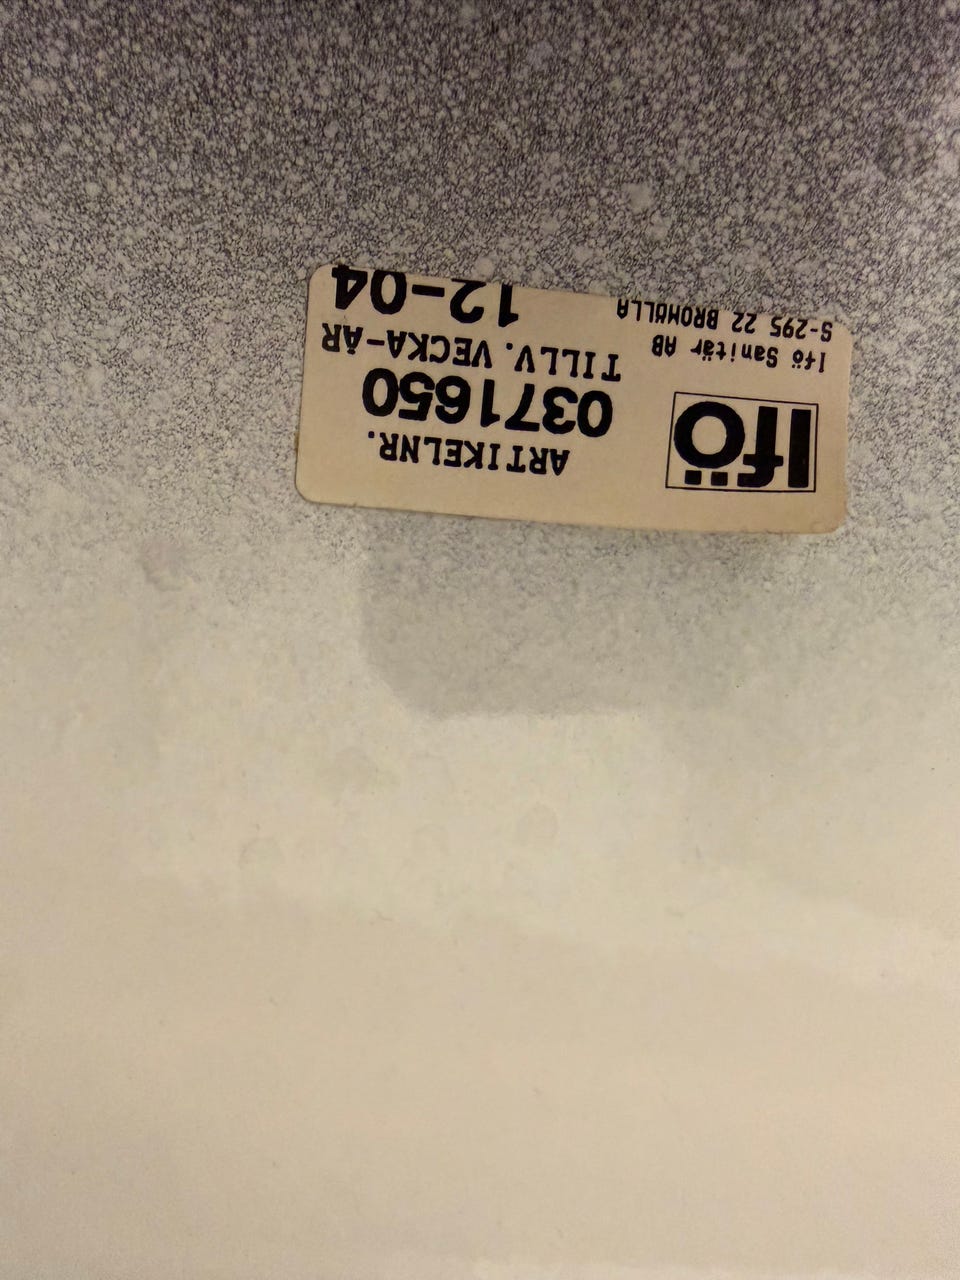 Ifö
Ifö Sanitär AB
S-295 22 BROMÖLLA
ARTIKELNR.
0371650
TILLV. VECKA-ÅR
12-04